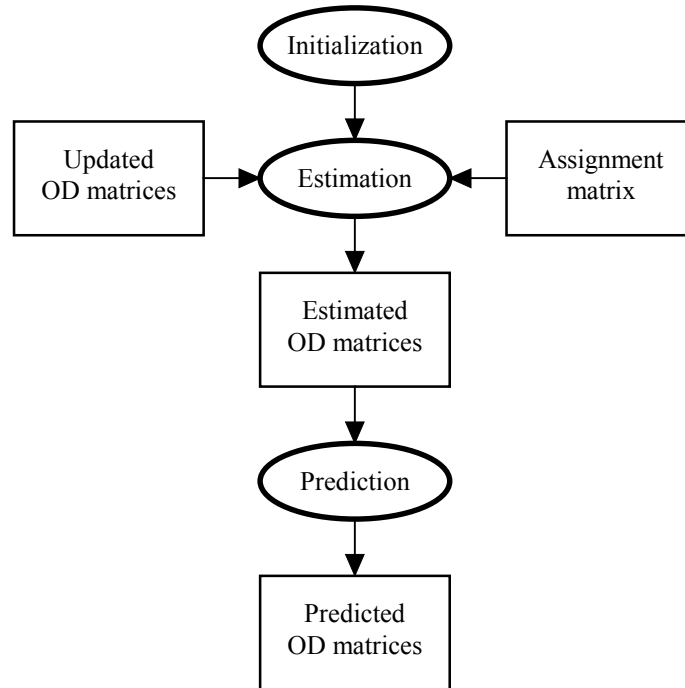 Initialization
Updated
OD matrices
Estimation
Assignment
matrix
Estimated
OD matrices
Prediction
Predicted
OD matrices